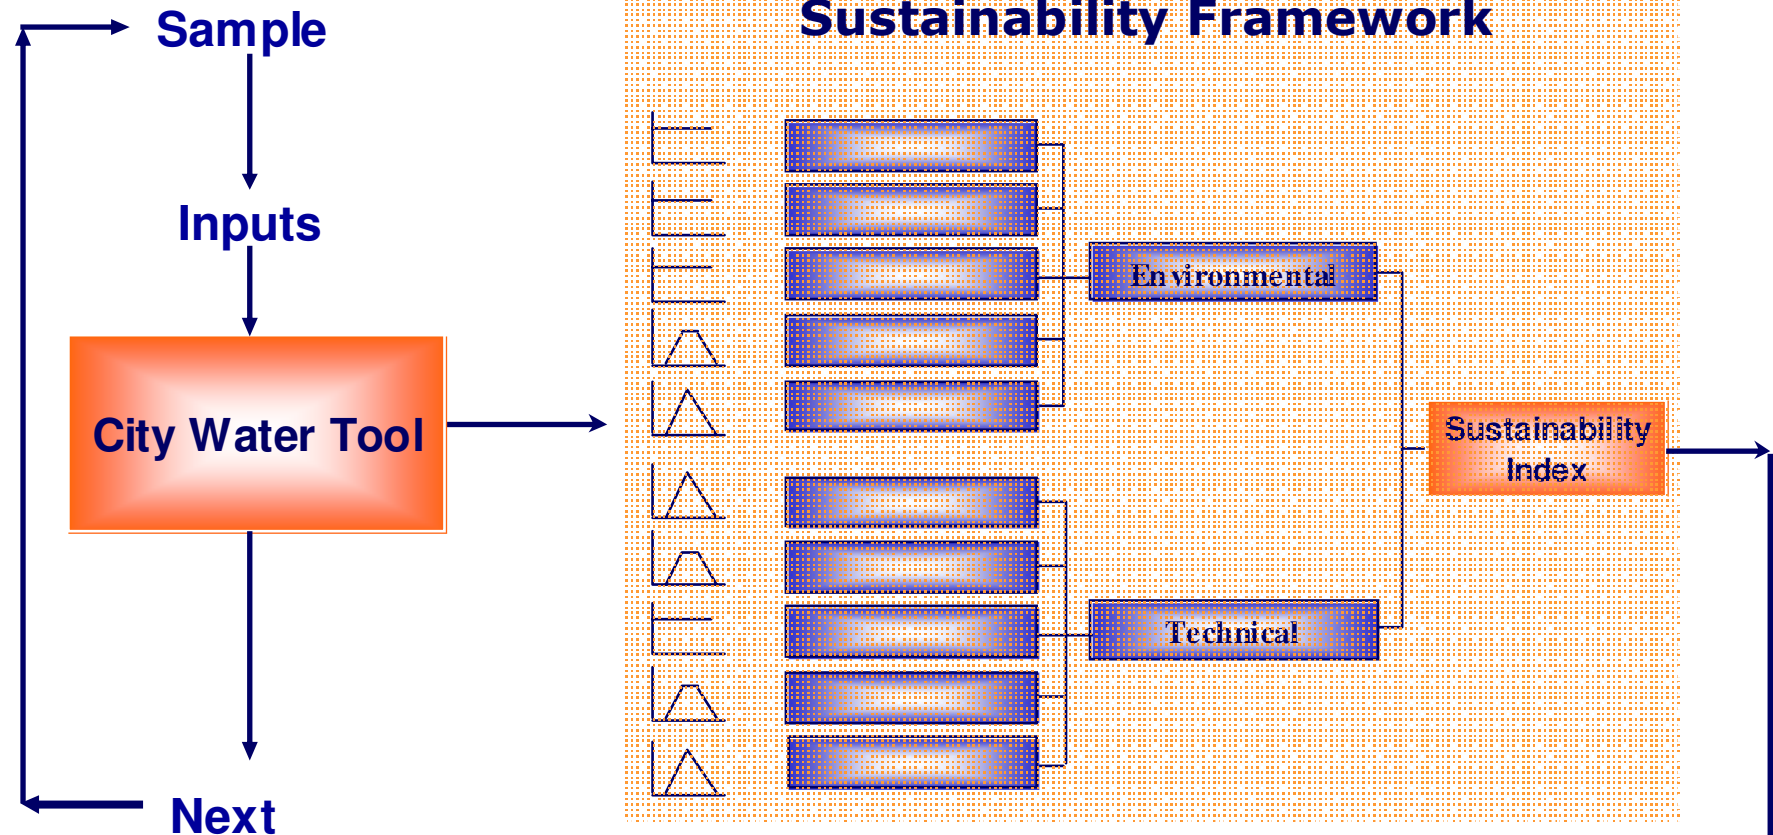 Sustainability Framework
Sample
Inputs
City Water Tool
Next
Environmental
Technical
Sustainability
Index